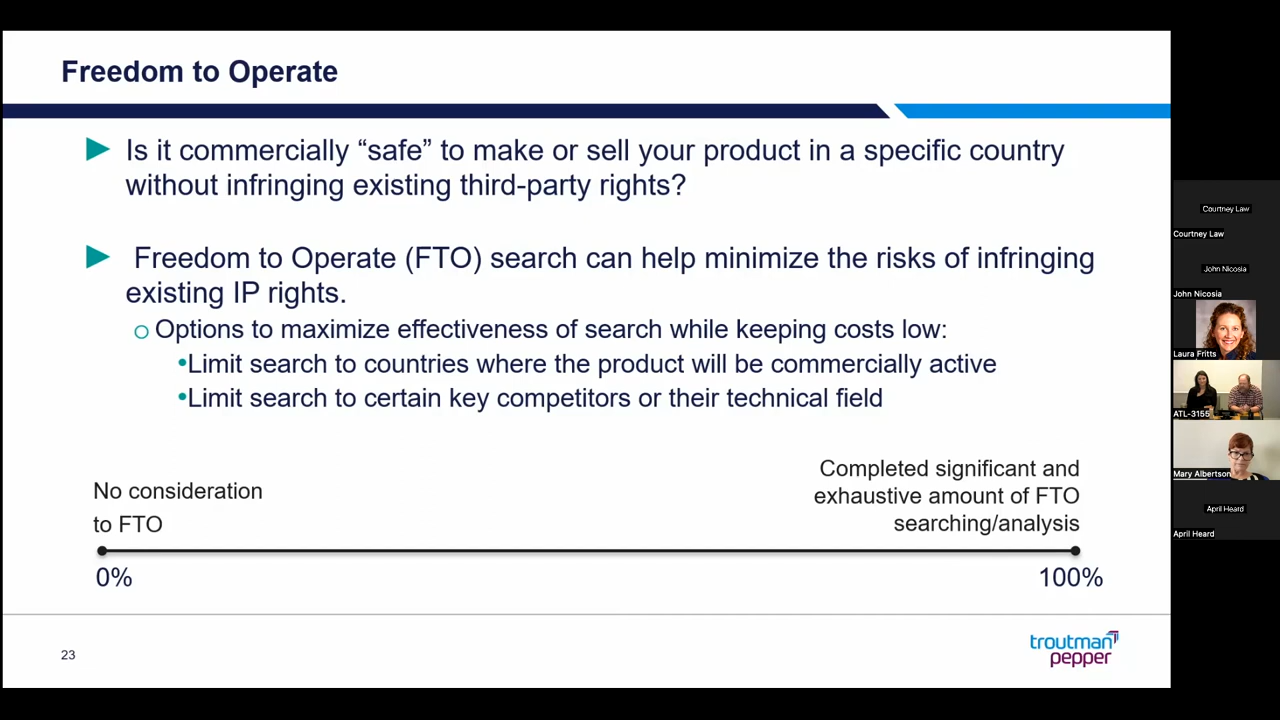 Freedom to Operate
Is it commercially “safe” to make or sell your product in a specific country
without infringing existing third-party rights?
Freedom to Operate (FTO) search can help minimize the risks of infringing
existing IP rights.
Options to maximize effectiveness of search while keeping costs low:
•Limit search to countries where the product will be commercially active
•Limit search to certain key competitors or their technical field
No consideration
to FTO
Completed significant and
exhaustive amount of FTO
searching/analysis
0%
100%
23
troutman
pepper
Courtney Law
Courtney Law
John Nicosia
John Nicosia
Laura Fritts
ATL-3155
Mary Albertson
April Heard
April Heard